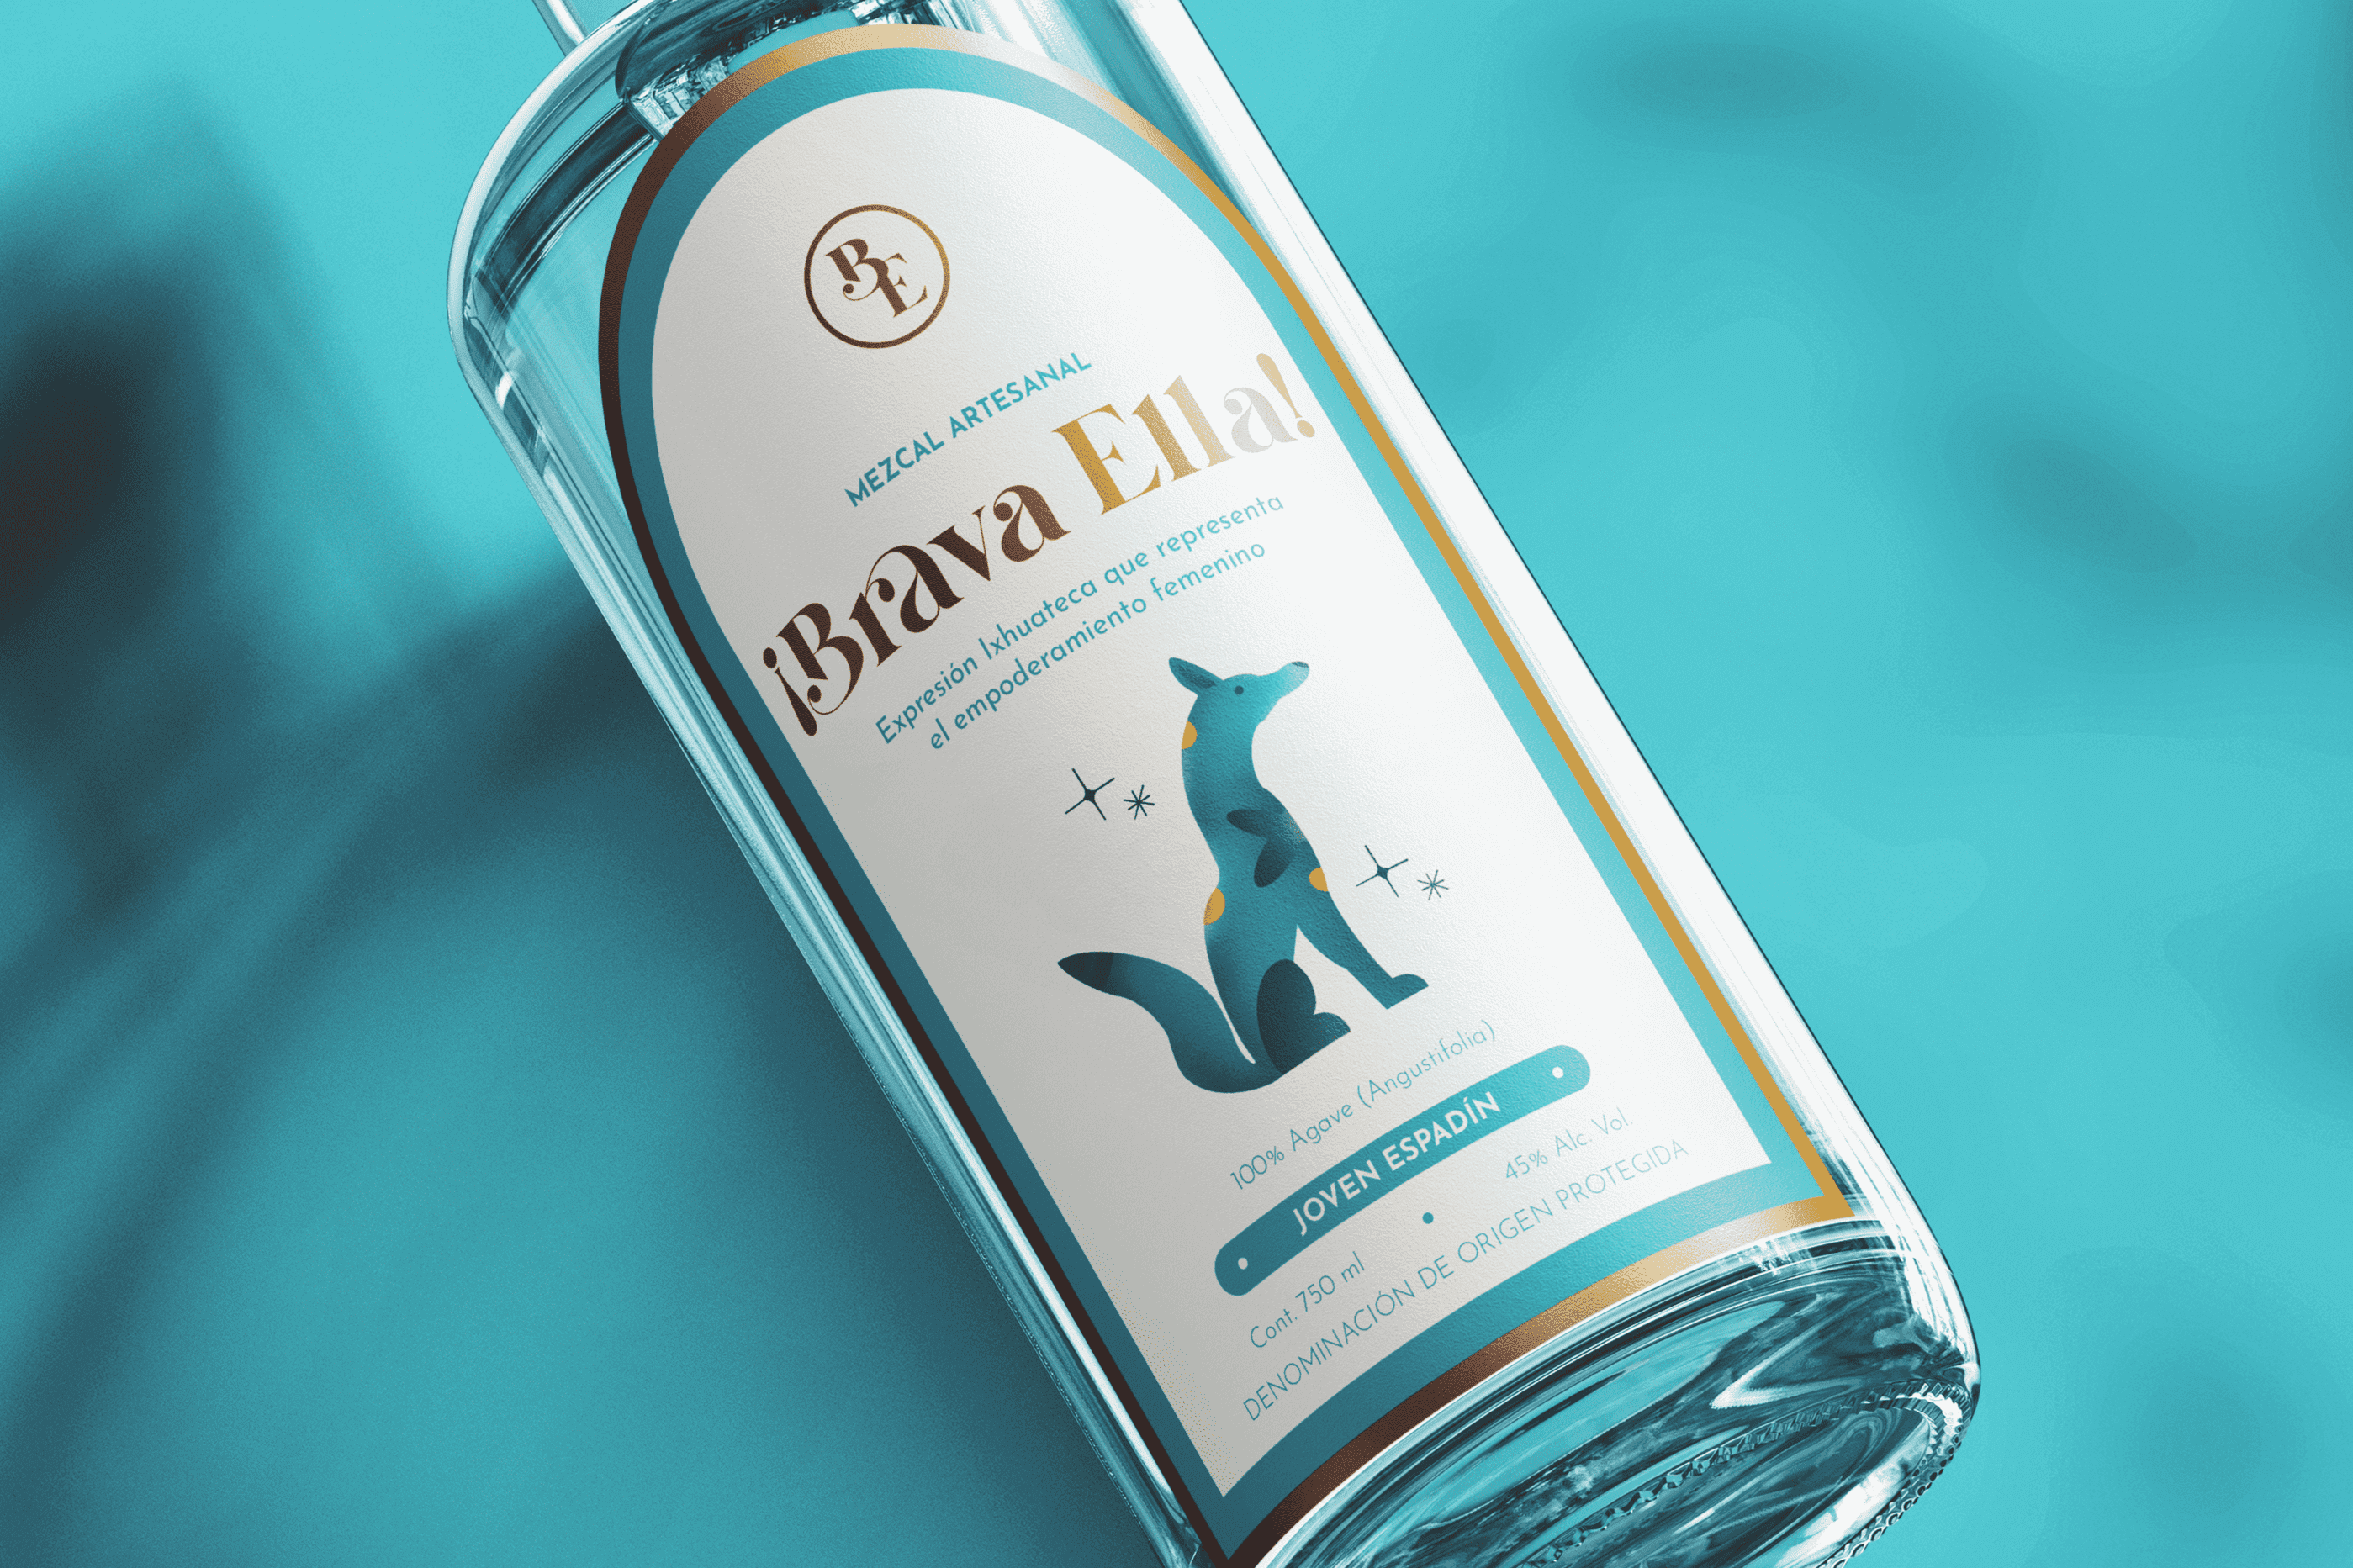 BE
MEZCAL ARTESANAL
¡Brava Ella!
Expresión Ixhuateca que representa
el empoderamiento femenino
100% Agave (Angustifolia)
JOVEN ESPADÍN
Cont. 750 ml • 45% Alc. Vol.
DENOMINACIÓN DE ORIGEN PROTEGIDA